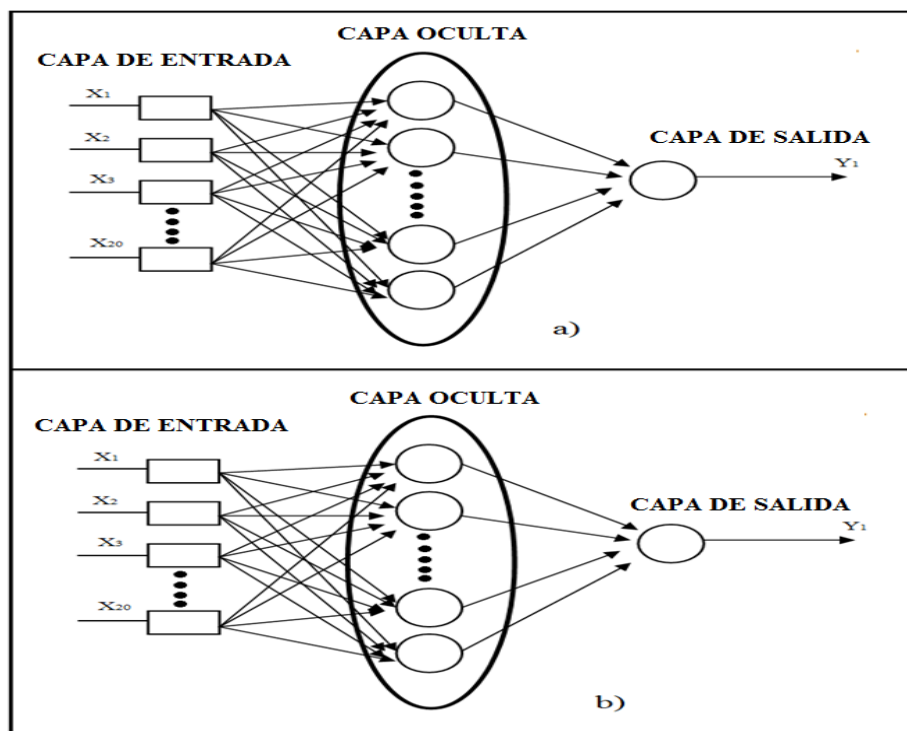 CAPA OCULTA
CAPA DE ENTRADA
X1
CAPA DE SALIDA
X2
Y1
X3
X20
a)
CAPA OCULTA
CAPA DE ENTRADA
X1
CAPA DE SALIDA
X2
Y1
X3
X20
b)